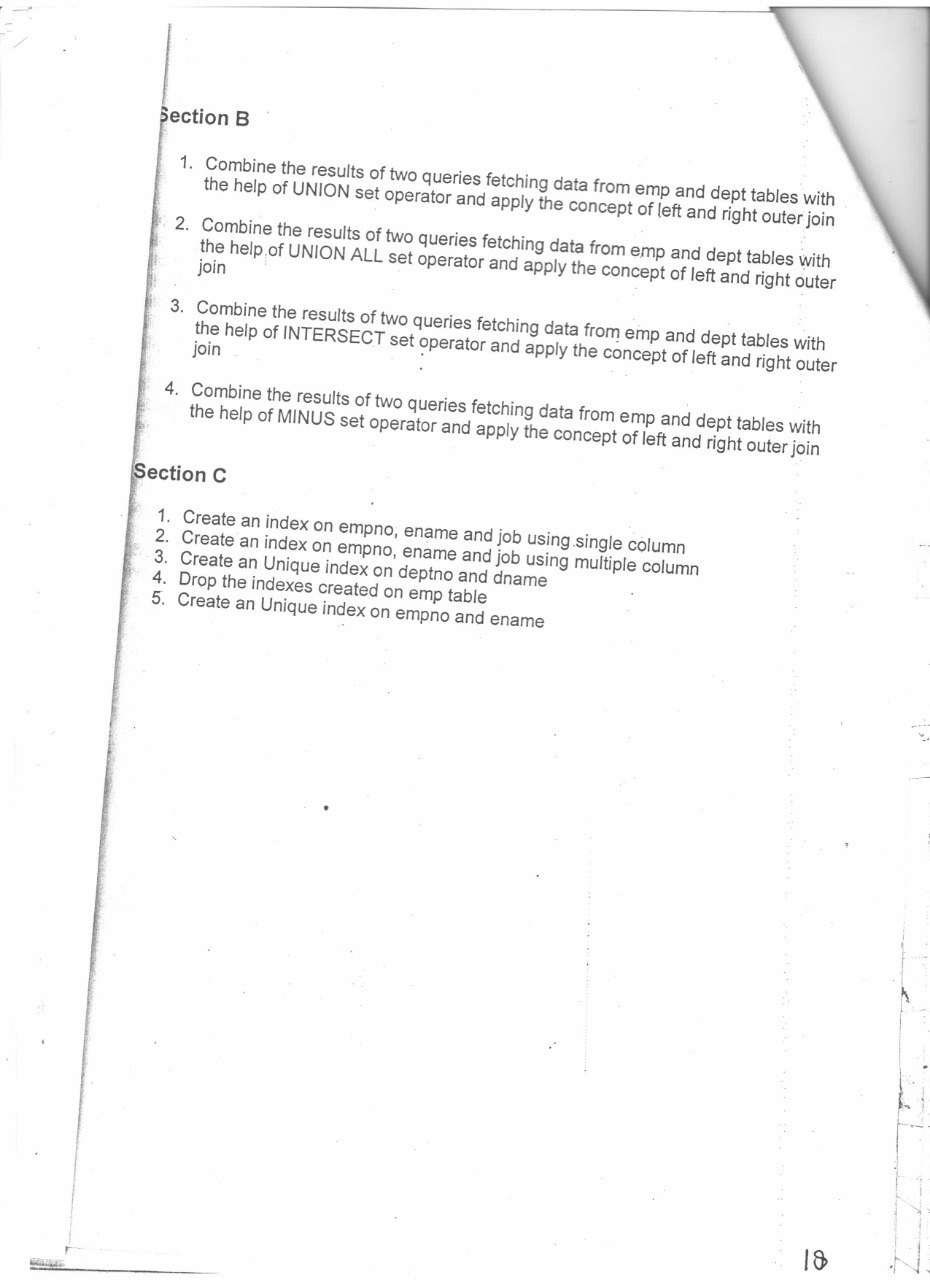 Section B
1. Combine the results of two queries fetching data from emp and dept tables with
the help of UNION set operator and apply the concept of left and right outer join
2. Combine the results of two queries fetching data from emp and dept tables with
the help of UNION ALL set operator and apply the concept of left and right outer
join
3. Combine the results of two queries fetching data from emp and dept tables with
the help of INTERSECT set operator and apply the concept of left and right outer
join
4. Combine the results of two queries fetching data from emp and dept tables with
the help of MINUS set operator and apply the concept of left and right outer join
Section C
1. Create an index on empno, ename and job using single column
2. Create an index on empno, ename and job using multiple column
3. Create an Unique index on deptno and dname
4. Drop the indexes created on emp table
5. Create an Unique index on empno and ename
18